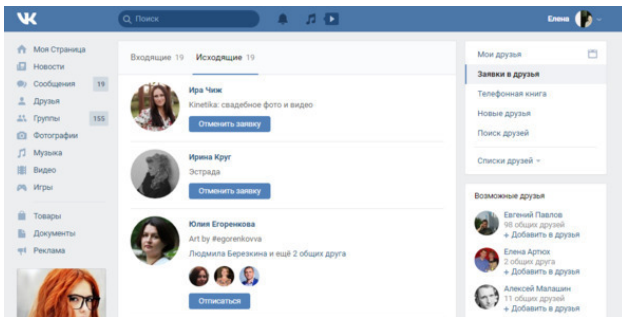 Поиск
Елена
Моя Страница
Новости
Сообщения 19
Друзья
Группы 155
Фотографии
Музыка
Видео
Игры
Товары
Документы
Реклама
Входящие 19 Исходящие 19
Ира Чиж
Kinetika: свадебное фото и видео
Отменить заявку
Ирина Круг
Эстрада
Отменить заявку
Юлия Егоренкова
Art by #egorenkovva
Людмила Березкина и ещё 2 общих друга
Отписаться
Мои друзья
Заявки в друзья
Телефонная книга
Новые друзья
Поиск друзей
Списки друзей
Возможные друзья
Евгений Павлов
98 общих друзей
+ Добавить в друзья
Елена Артюх
2 общих друга
+ Добавить в друзья
Алексей Малашин
11 общих друзей
+ Добавить в друзья